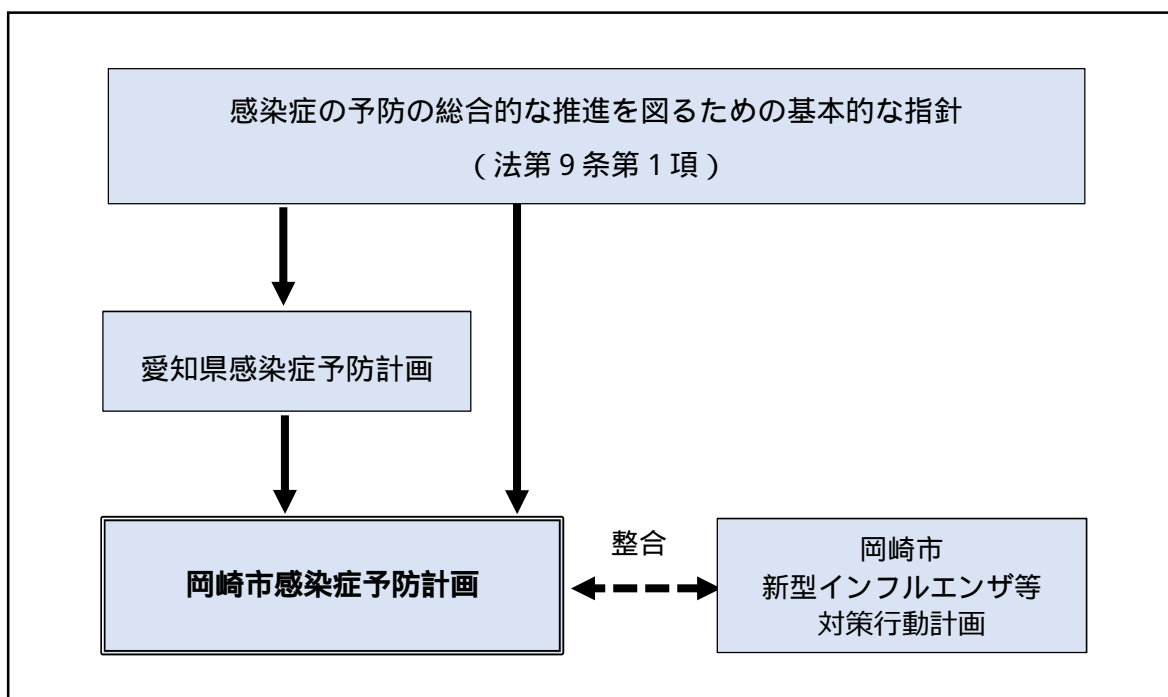 感染症の予防の総合的な推進を図るための基本的な指針
（法第９条第１項）
愛知県感染症予防計画
岡崎市感染症予防計画
整合
岡崎市
新型インフルエンザ等
対策行動計画